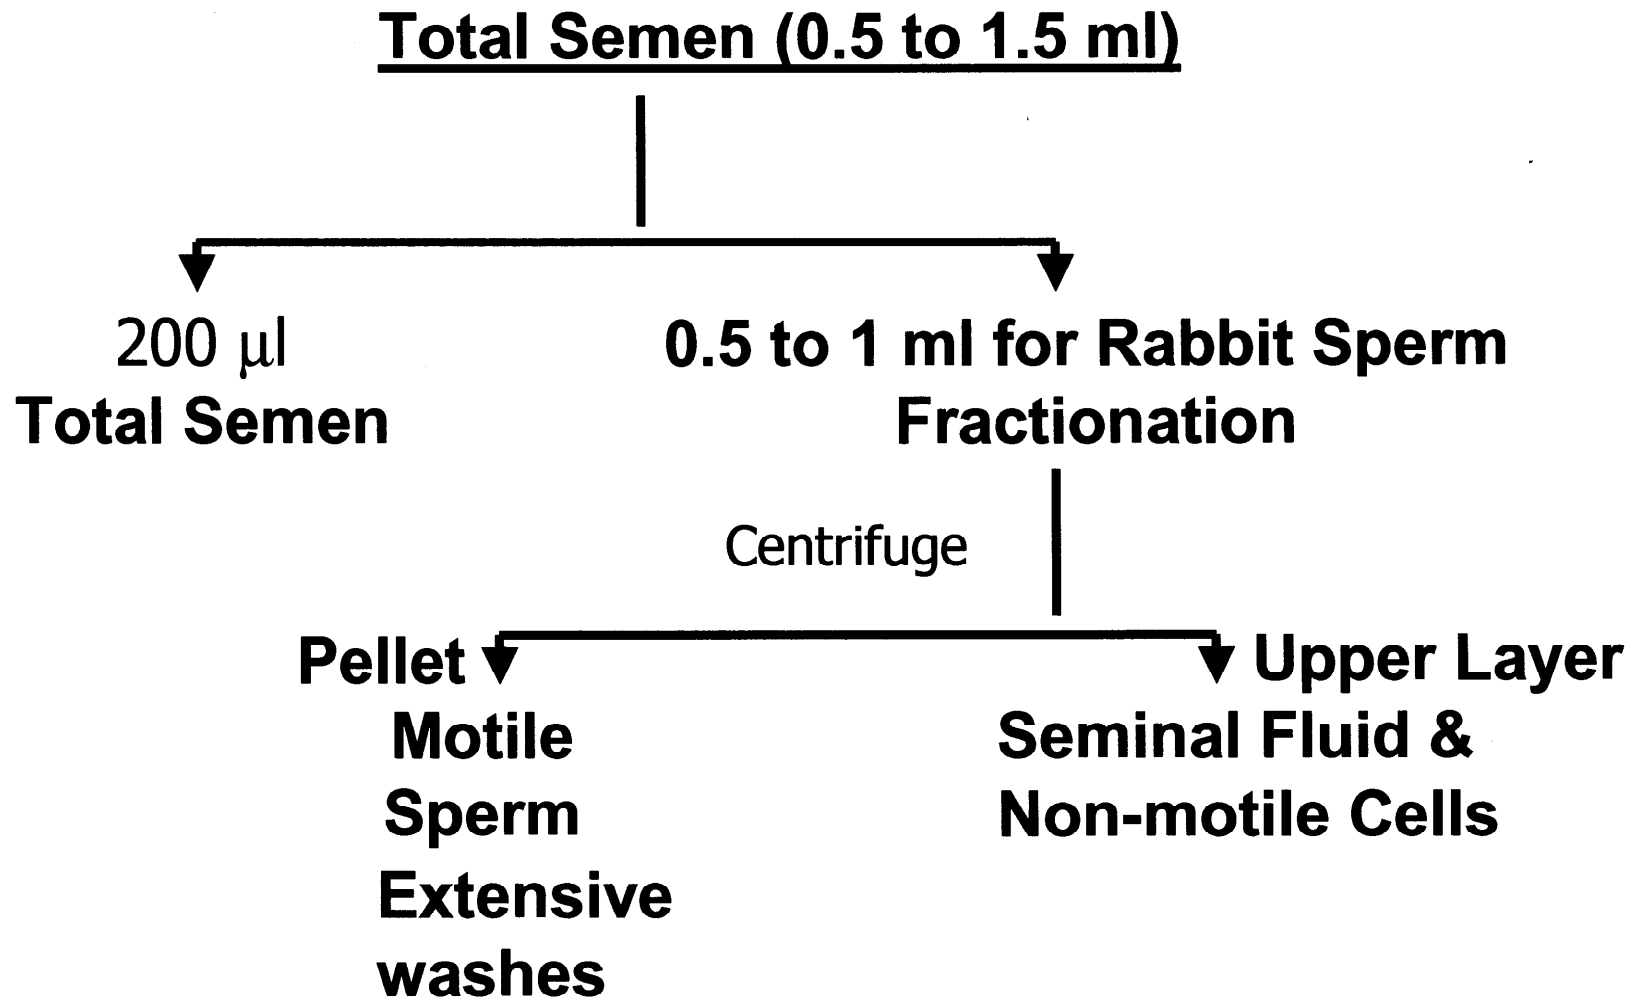 Total Semen (0.5 to 1.5 ml)
200 µl
Total Semen
0.5 to 1 ml for Rabbit Sperm
Fractionation
Centrifuge
Pellet
Motile
Sperm
Extensive
washes
Upper Layer
Seminal Fluid &
Non-motile Cells